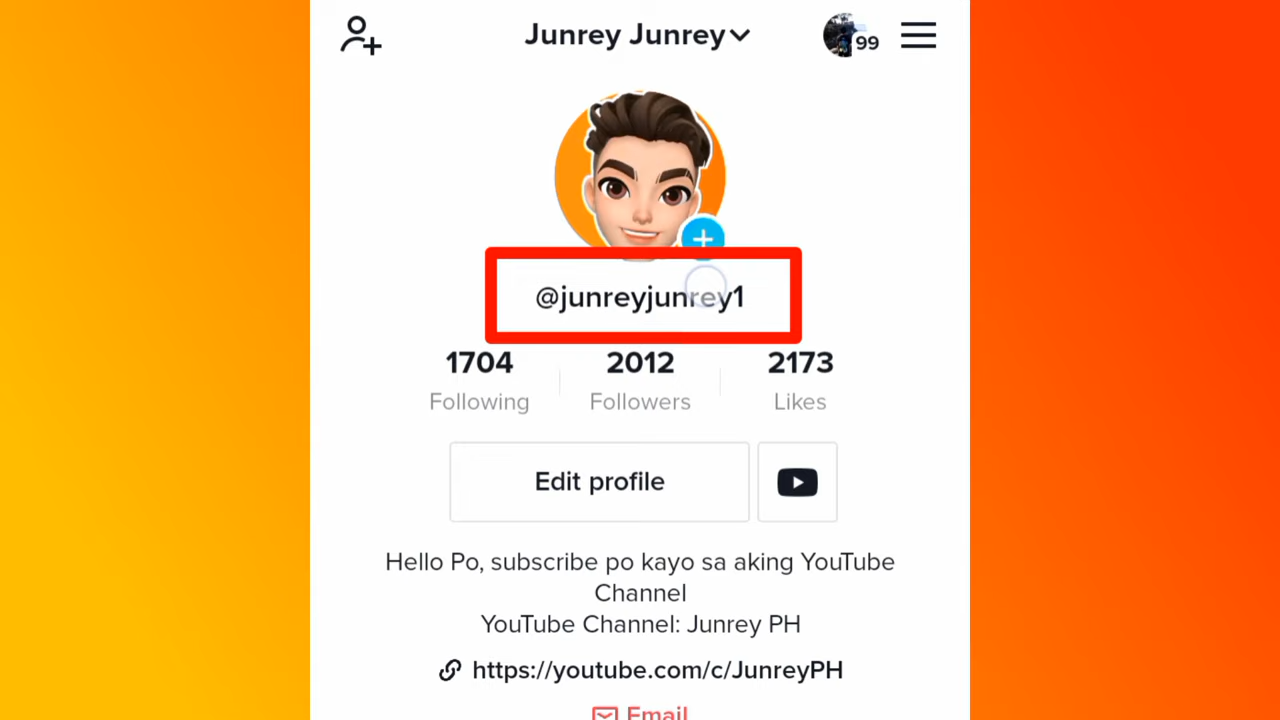 Junrey Junrey
99
@junreyjunrey1
1704 2012 2173
Following Followers Likes
Edit profile
Hello Po, subscribe po kayo sa aking YouTube
Channel
YouTube Channel: Junrey PH
https://youtube.com/c/JunreyPH
Email